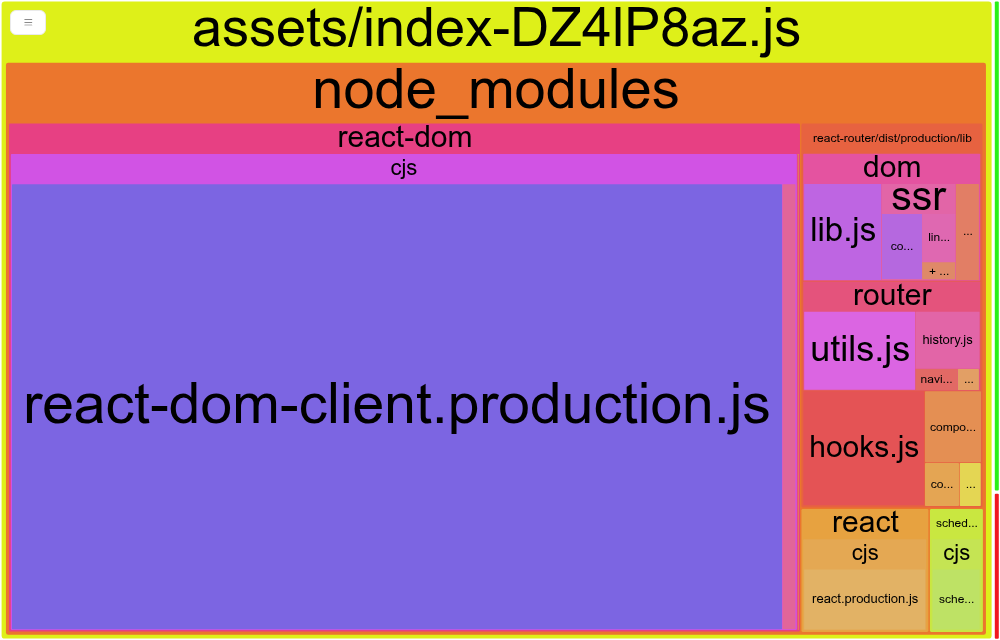 assets/index-DZ4lP8az.js
node_modules
react-dom
cjs
react-dom-client.production.js
react-router/dist/production/lib
dom
lib.js
ssr
co...
lin...
+ ...
...
router
utils.js
history.js
navi...
...
hooks.js
compo...
co...
...
react
cjs
react.production.js
sched...
cjs
sche...